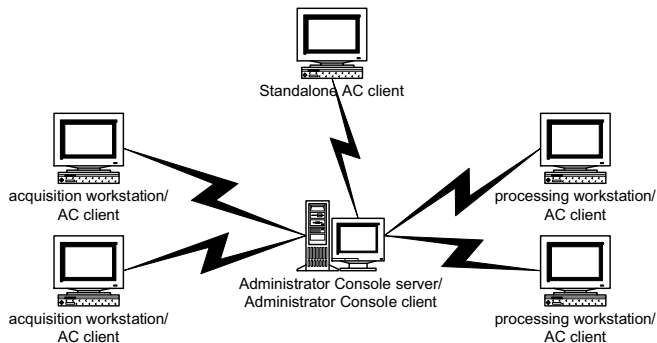 Standalone AC client
acquisition workstation/
AC client
processing workstation/
AC client
Administrator Console server/
Administrator Console client
acquisition workstation/
AC client
processing workstation/
AC client